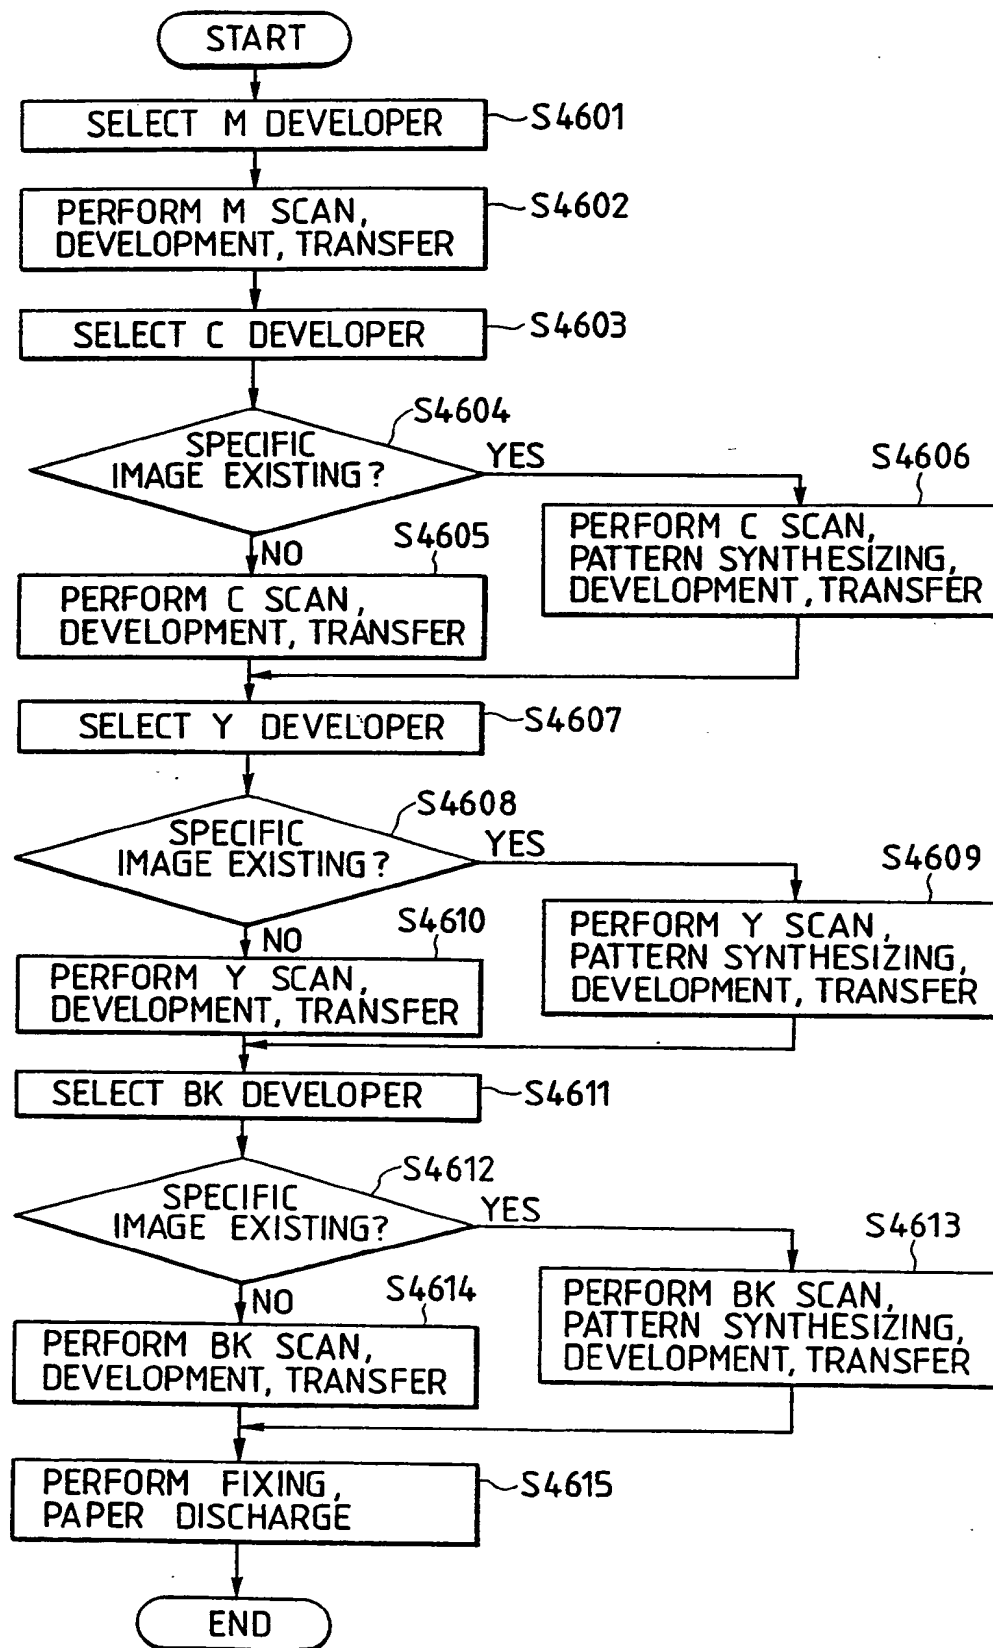 START
SELECT M DEVELOPER
S4601
PERFORM M SCAN,
DEVELOPMENT, TRANSFER
S4602
SELECT C DEVELOPER
S4603
S4604
SPECIFIC
IMAGE EXISTING?
YES
NO
S4606
PERFORM C SCAN,
PATTERN SYNTHESIZING,
DEVELOPMENT, TRANSFER
S4605
PERFORM C SCAN,
DEVELOPMENT, TRANSFER
SELECT Y DEVELOPER
S4607
S4608
SPECIFIC
IMAGE EXISTING?
YES
NO
S4609
PERFORM Y SCAN,
PATTERN SYNTHESIZING,
DEVELOPMENT, TRANSFER
S4610
PERFORM Y SCAN,
DEVELOPMENT, TRANSFER
SELECT BK DEVELOPER
S4611
S4612
SPECIFIC
IMAGE EXISTING?
YES
NO
S4613
PERFORM BK SCAN,
PATTERN SYNTHESIZING,
DEVELOPMENT, TRANSFER
S4614
PERFORM BK SCAN,
DEVELOPMENT, TRANSFER
PERFORM FIXING,
PAPER DISCHARGE
S4615
END